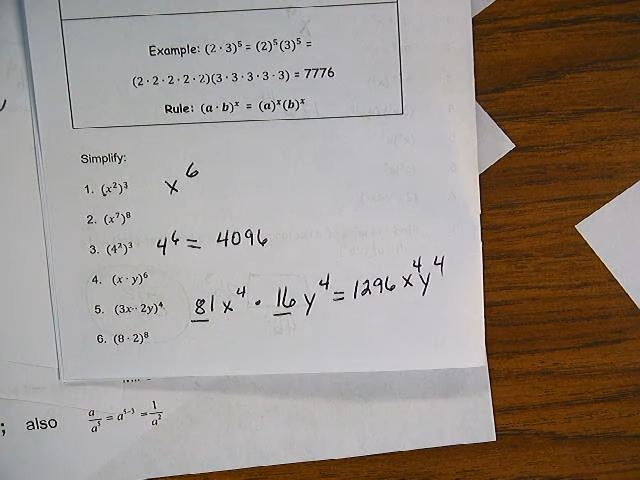 Example: (2 · 3)⁵ = (2)⁵(3)⁵ =
(2 · 2 · 2 · 2 · 2)(3 · 3 · 3 · 3 · 3) = 7776
Rule: (a · b)ˣ = (a)ˣ(b)ˣ
Simplify:
1. (x²)³ x⁶
2. (x⁷)⁸
3. (4²)³ 4⁶ = 4096
4. (x · y)⁶
5. (3x · 2y)⁴ 81x⁴ · 16y⁴ = 1296x⁴y⁴
6. (8 · 2)⁸
; also a/a³ = a¹⁻³ = 1/a²